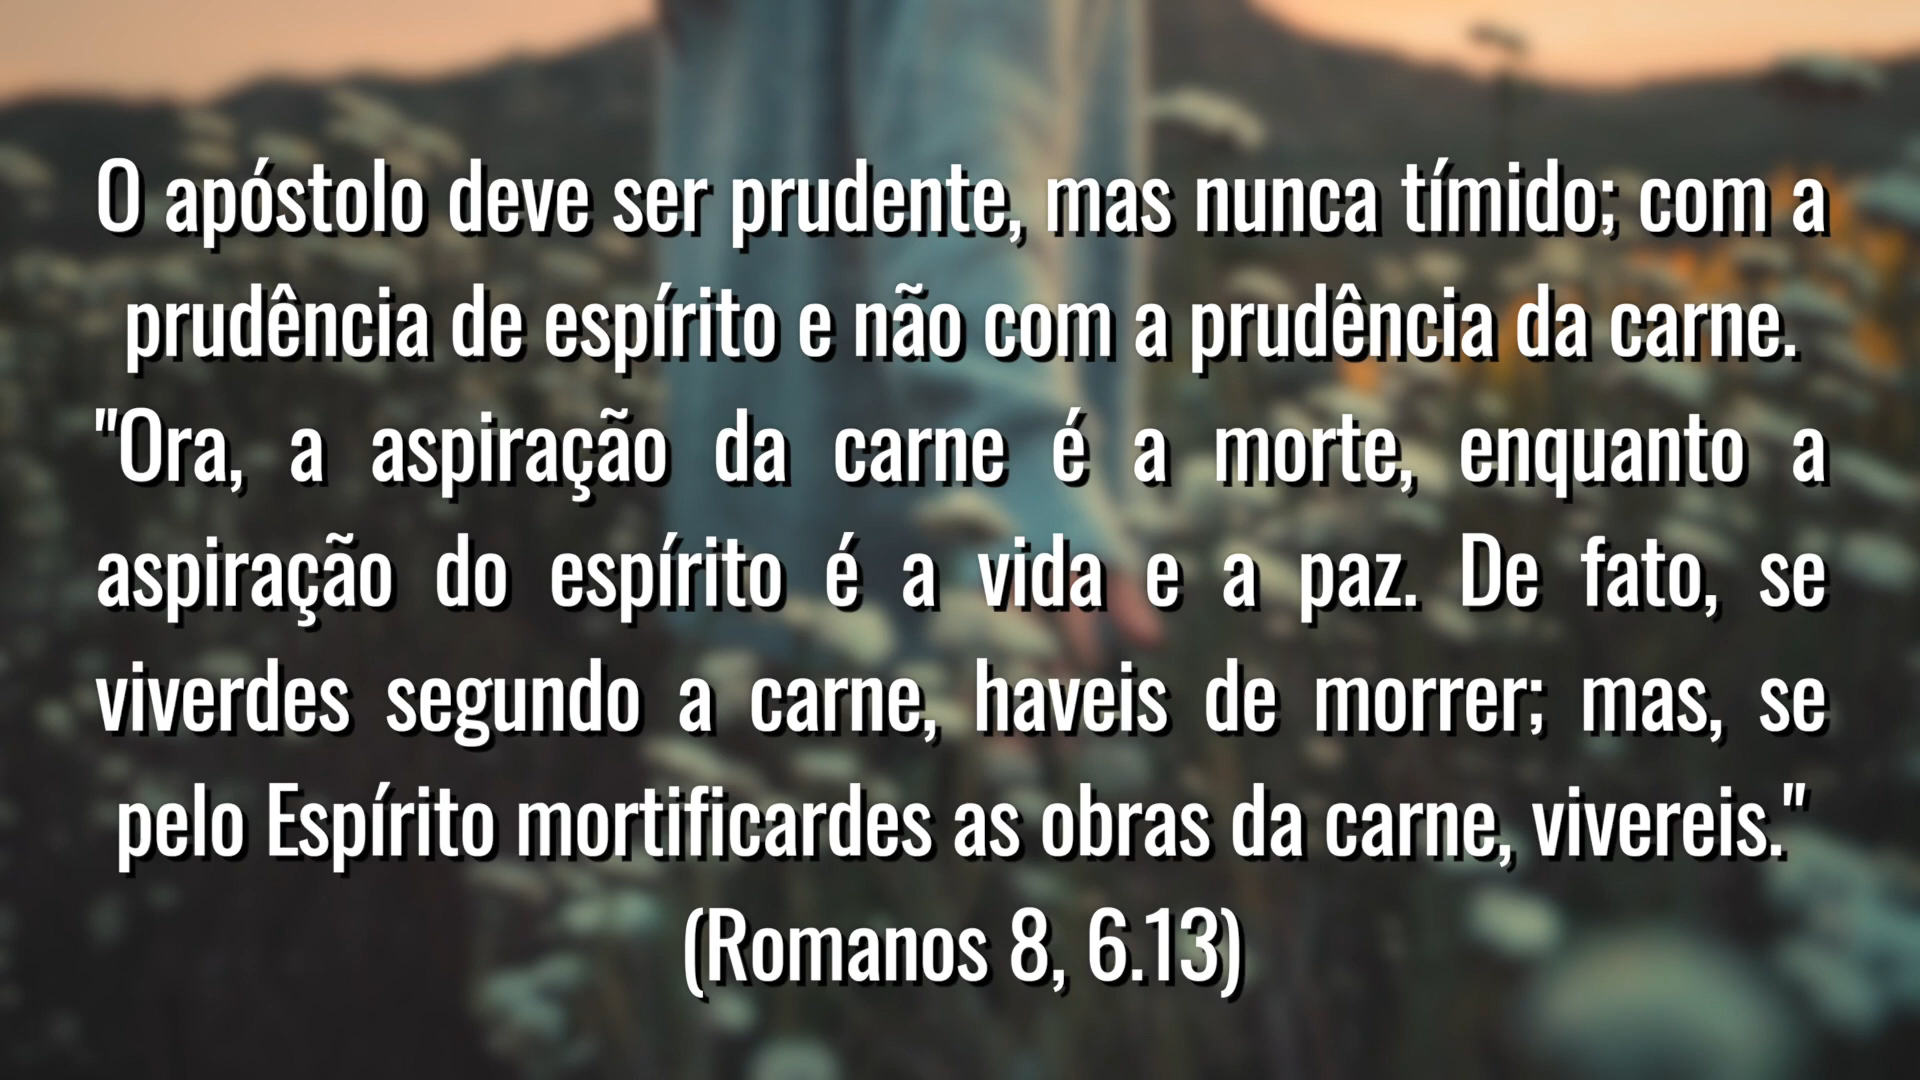 O apóstolo deve ser prudente, mas nunca tímido; com a
prudência de espírito e não com a prudência da carne.
"Ora, a aspiração da carne é a morte, enquanto a
aspiração do espírito é a vida e a paz. De fato, se
viverdes segundo a carne, haveis de morrer; mas, se
pelo Espírito mortificardes as obras da carne, vivereis."
(Romanos 8, 6.13)